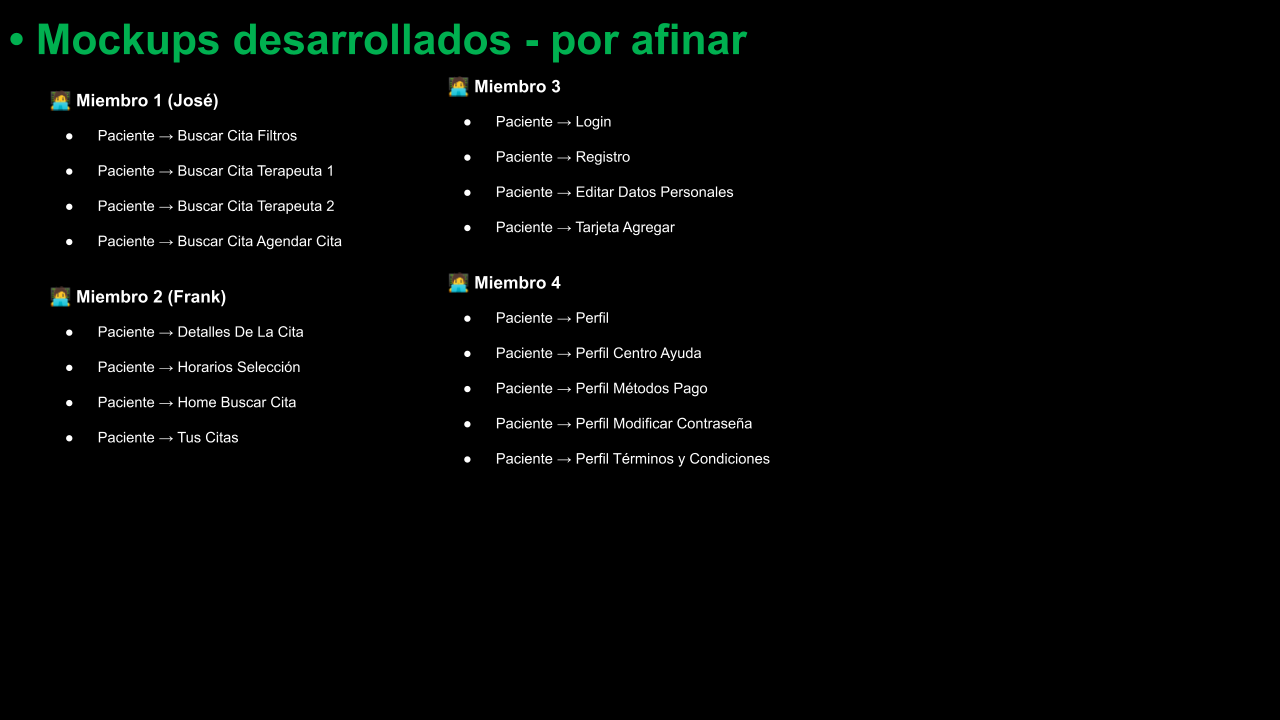 • Mockups desarrollados - por afinar
🧑‍💻 Miembro 1 (José)
● Paciente → Buscar Cita Filtros
● Paciente → Buscar Cita Terapeuta 1
● Paciente → Buscar Cita Terapeuta 2
● Paciente → Buscar Cita Agendar Cita
🧑‍💻 Miembro 2 (Frank)
● Paciente → Detalles De La Cita
● Paciente → Horarios Selección
● Paciente → Home Buscar Cita
● Paciente → Tus Citas
🧑‍💻 Miembro 3
● Paciente → Login
● Paciente → Registro
● Paciente → Editar Datos Personales
● Paciente → Tarjeta Agregar
🧑‍💻 Miembro 4
● Paciente → Perfil
● Paciente → Perfil Centro Ayuda
● Paciente → Perfil Métodos Pago
● Paciente → Perfil Modificar Contraseña
● Paciente → Perfil Términos y Condiciones